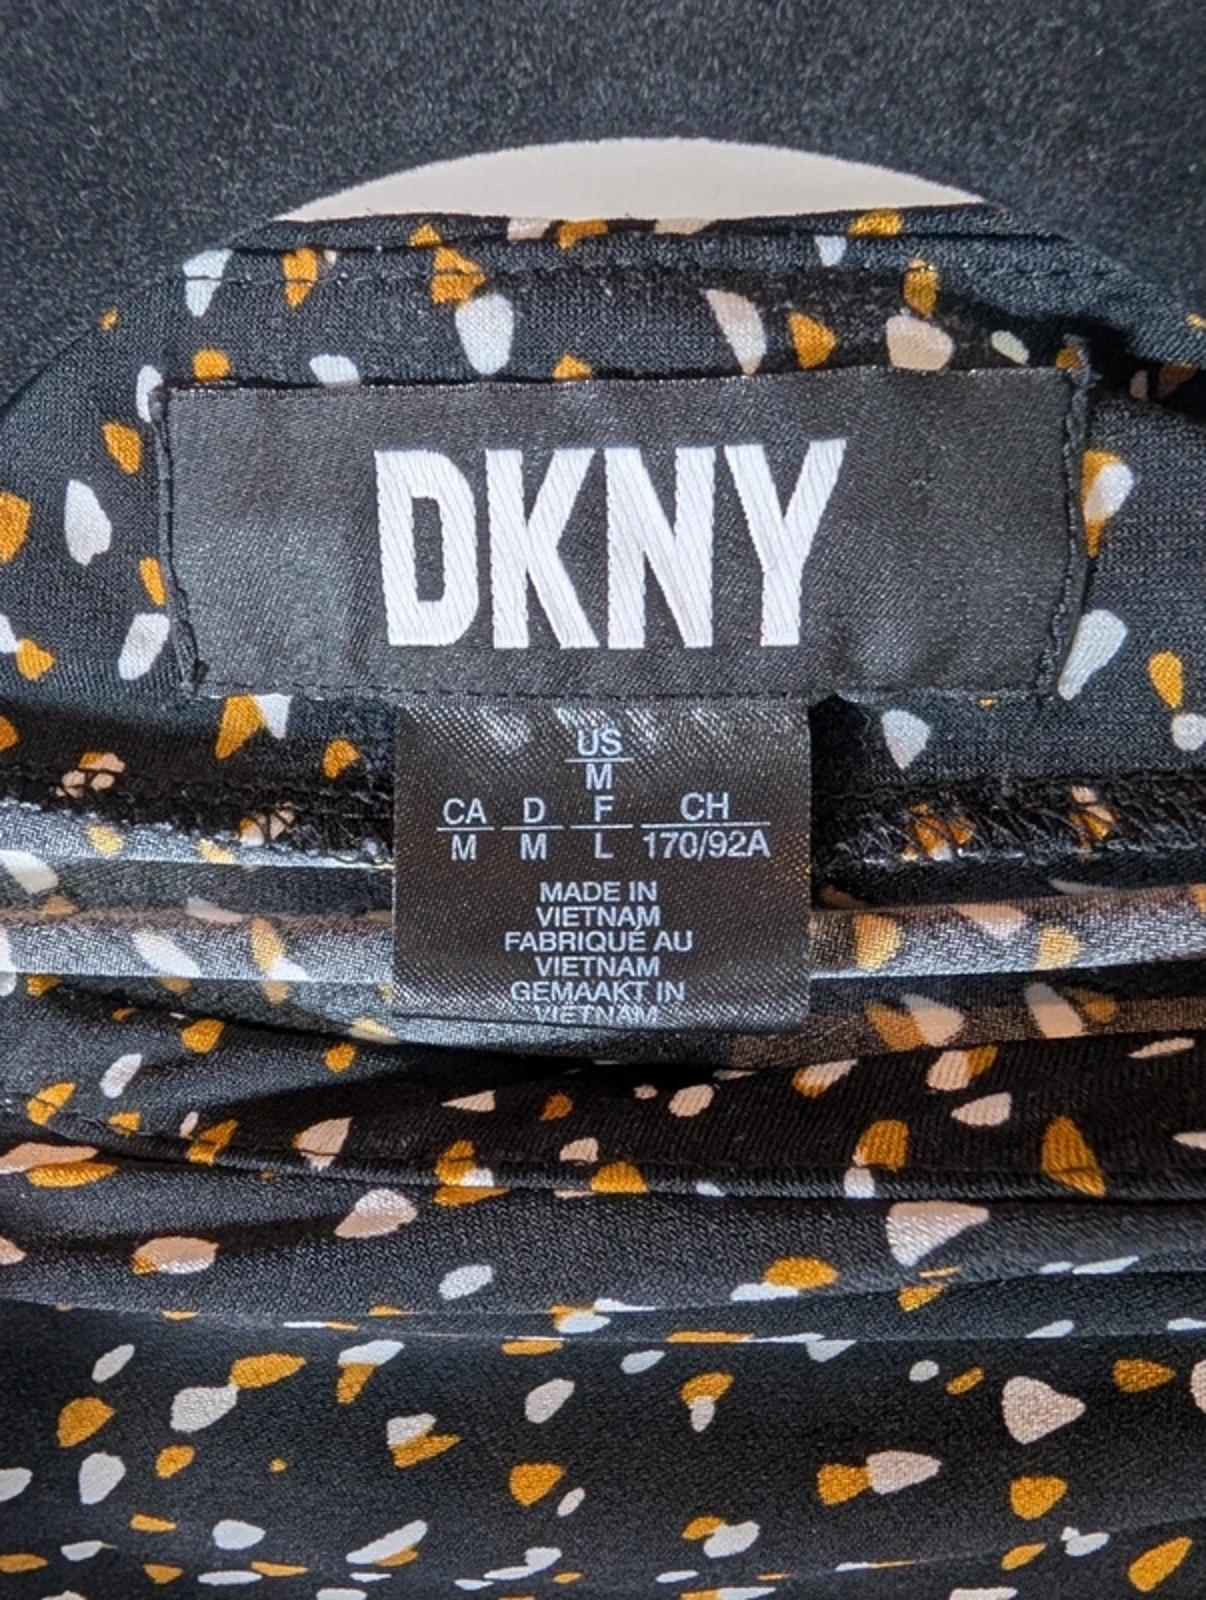 DKNY
US
M
CA D F CH
M M L 170/92A
MADE IN
VIETNAM
FABRIQUÉ AU
VIETNAM
GEMAAKT IN
VIETNAM